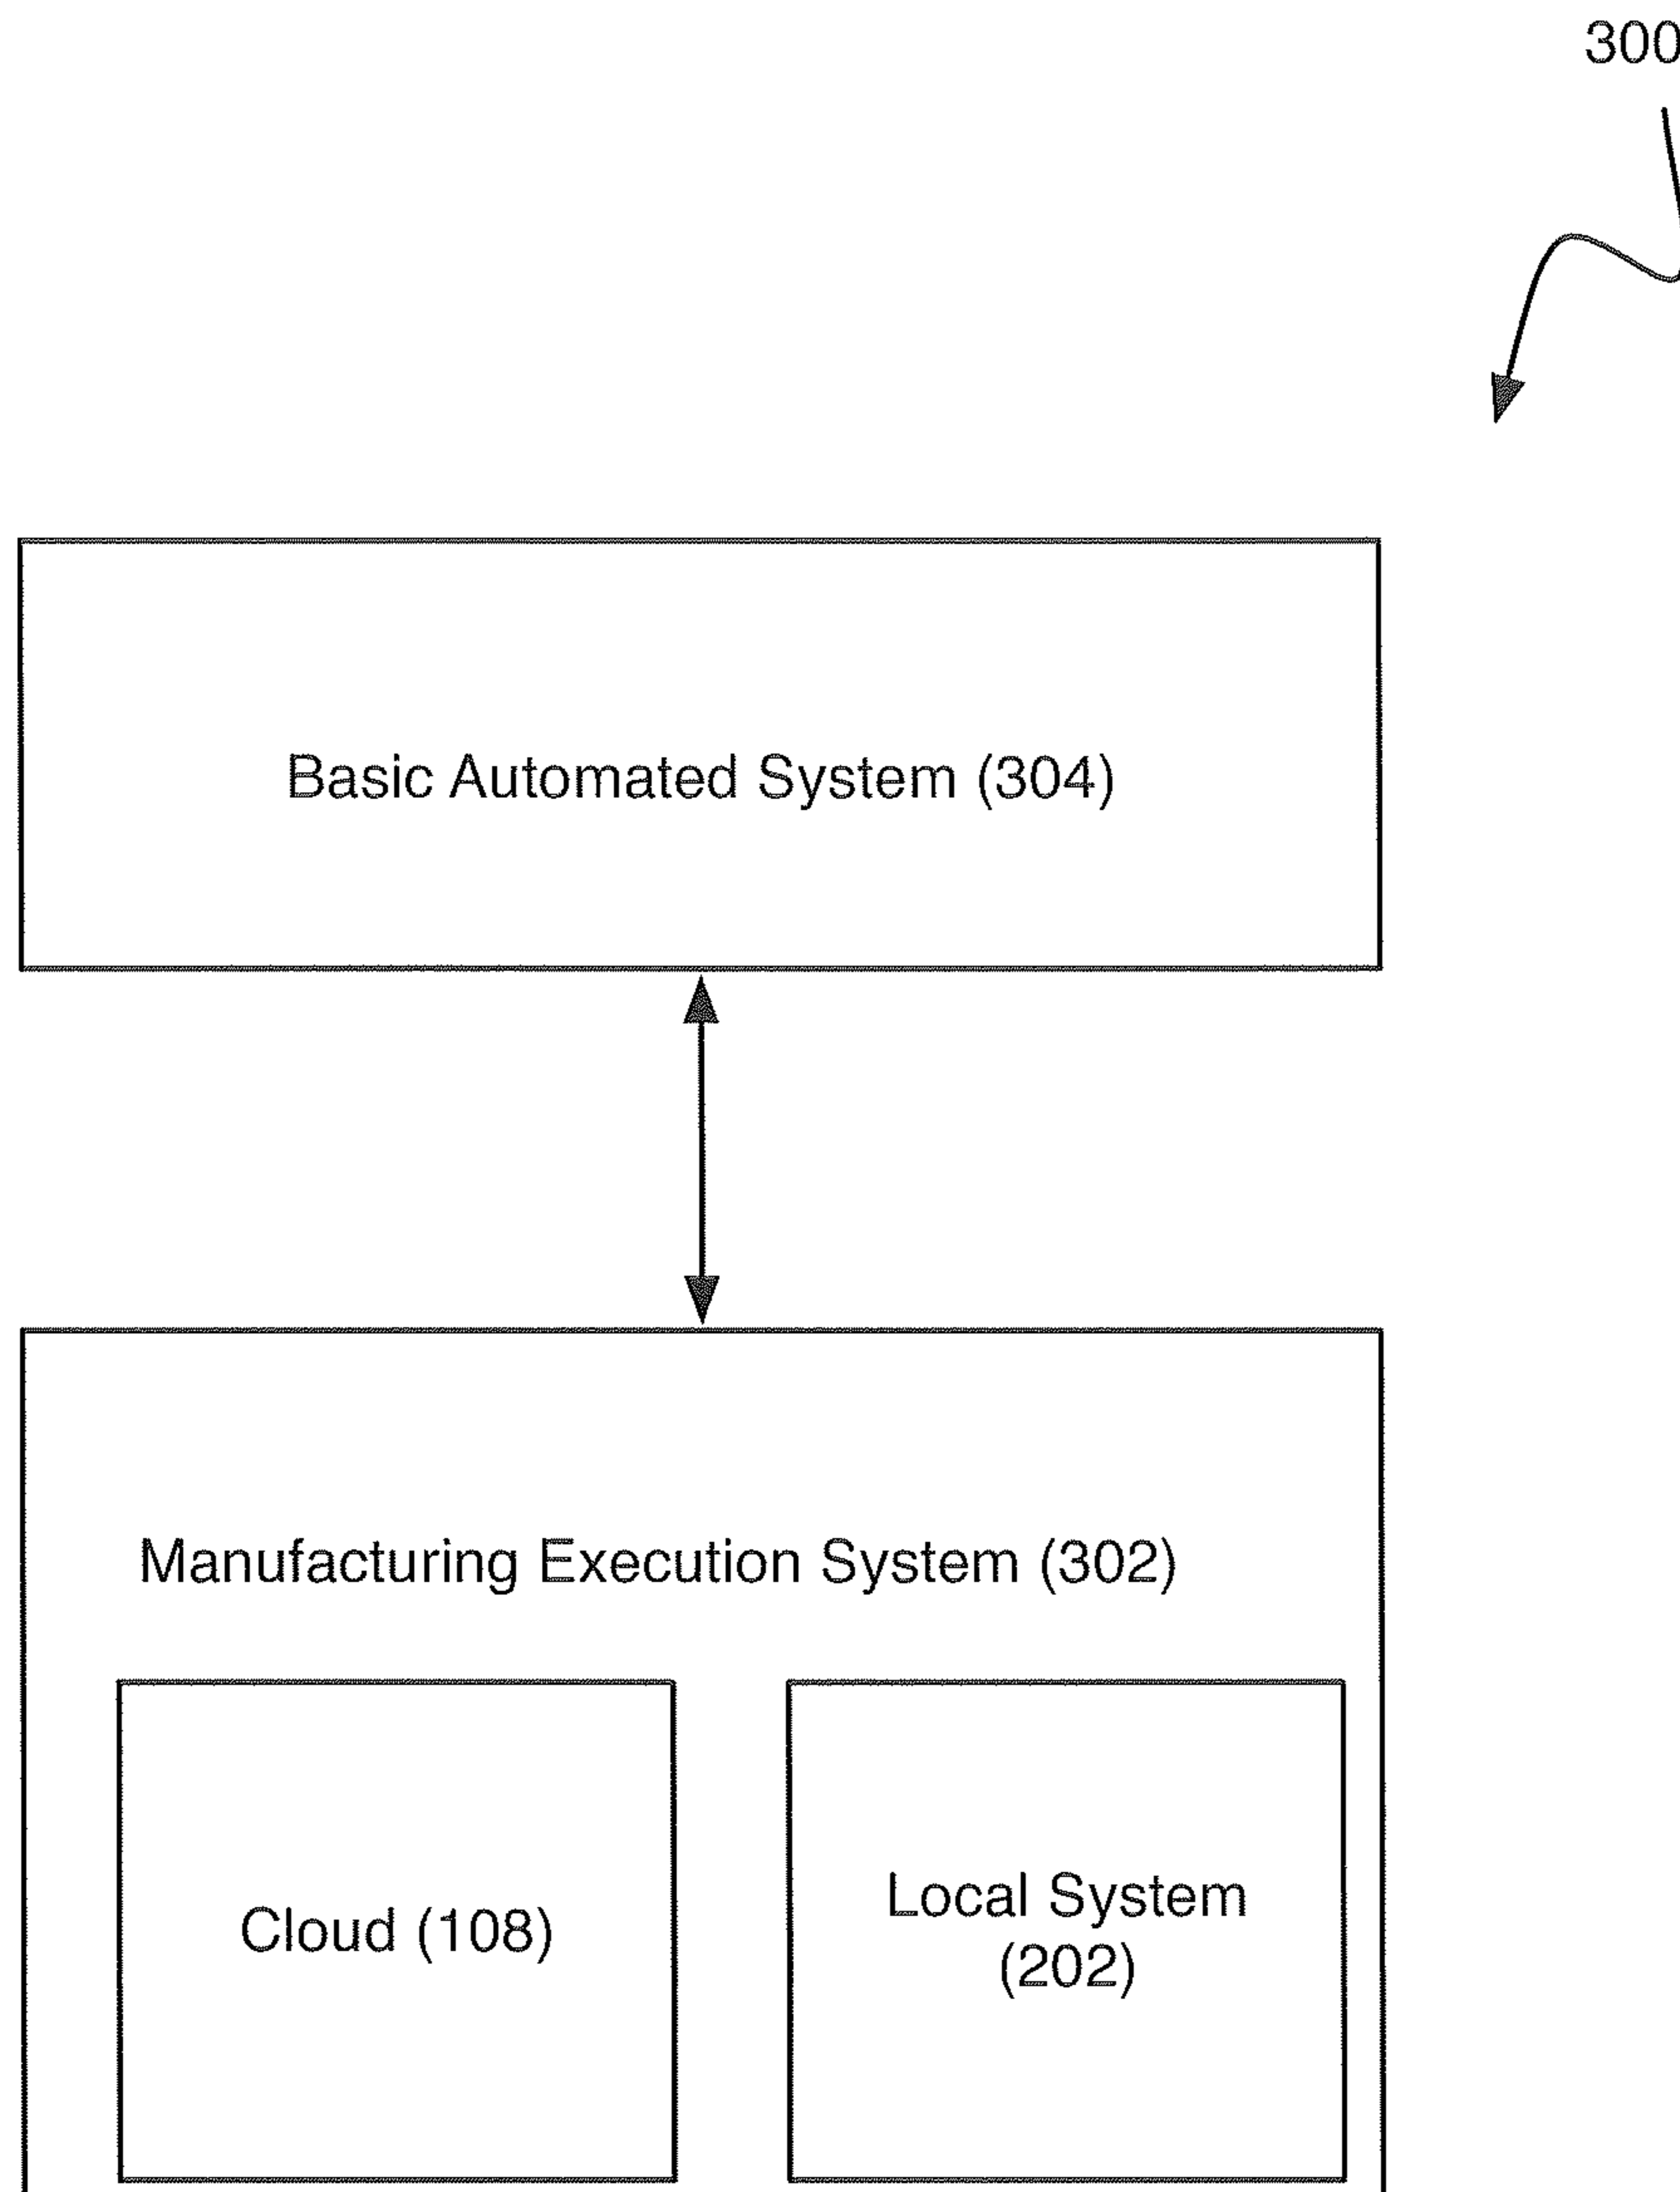 300
Basic Automated System (304)
Manufacturing Execution System (302)
Cloud (108)
Local System
(202)